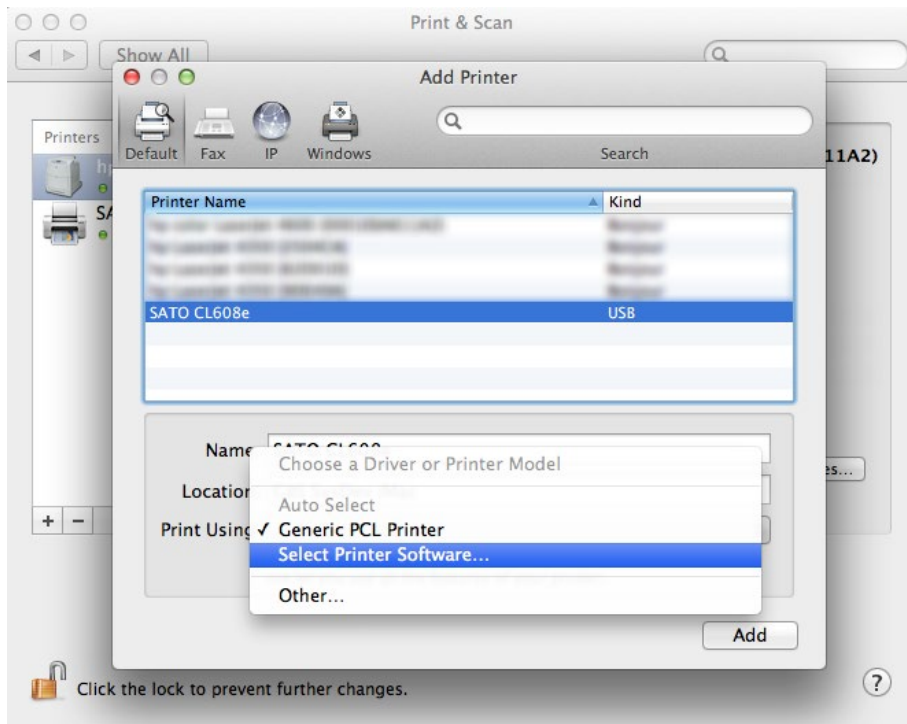 Print & Scan
Show All
Add Printer
Default Fax IP Windows Search
Printers
11A2)
Printer Name Kind
SATO CL608e USB
Name
Choose a Driver or Printer Model
Location
Auto Select
es...
Print Using ✓ Generic PCL Printer
Select Printer Software...
Other...
Add
Click the lock to prevent further changes.
?